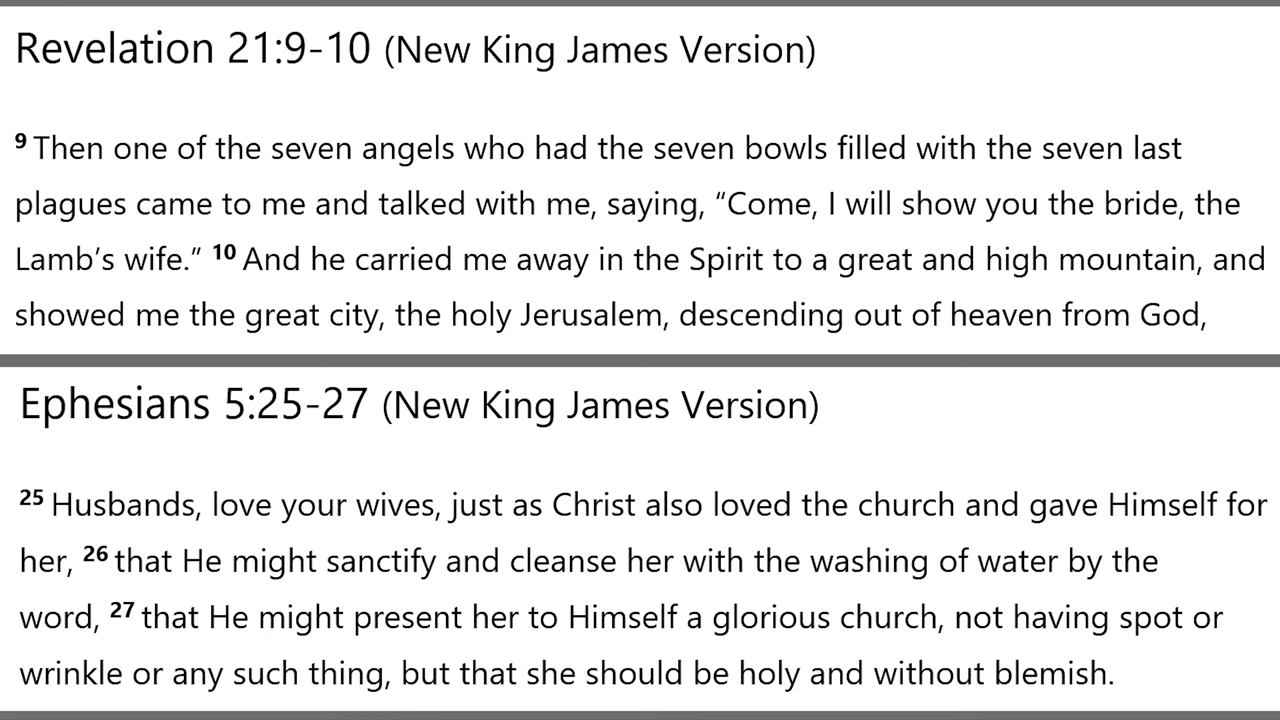 Revelation 21:9-10 (New King James Version)
9 Then one of the seven angels who had the seven bowls filled with the seven last
plagues came to me and talked with me, saying, “Come, I will show you the bride, the
Lamb’s wife.” 10 And he carried me away in the Spirit to a great and high mountain, and
showed me the great city, the holy Jerusalem, descending out of heaven from God,
Ephesians 5:25-27 (New King James Version)
25 Husbands, love your wives, just as Christ also loved the church and gave Himself for
her, 26 that He might sanctify and cleanse her with the washing of water by the
word, 27 that He might present her to Himself a glorious church, not having spot or
wrinkle or any such thing, but that she should be holy and without blemish.